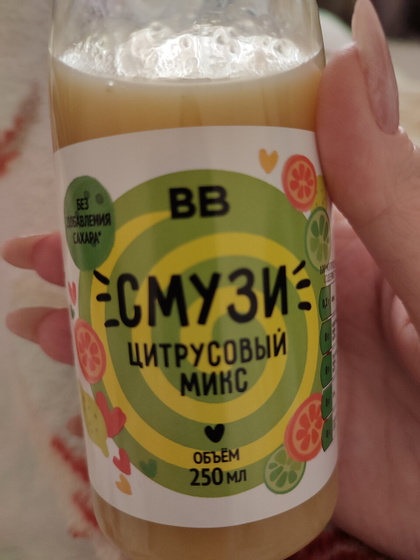 ВВ
БЕЗ
ДОБАВЛЕНИЯ
САХАРА*
СМУЗИ
ЦИТРУСОВЫЙ
МИКС
ОБЪЁМ
250 МЛ